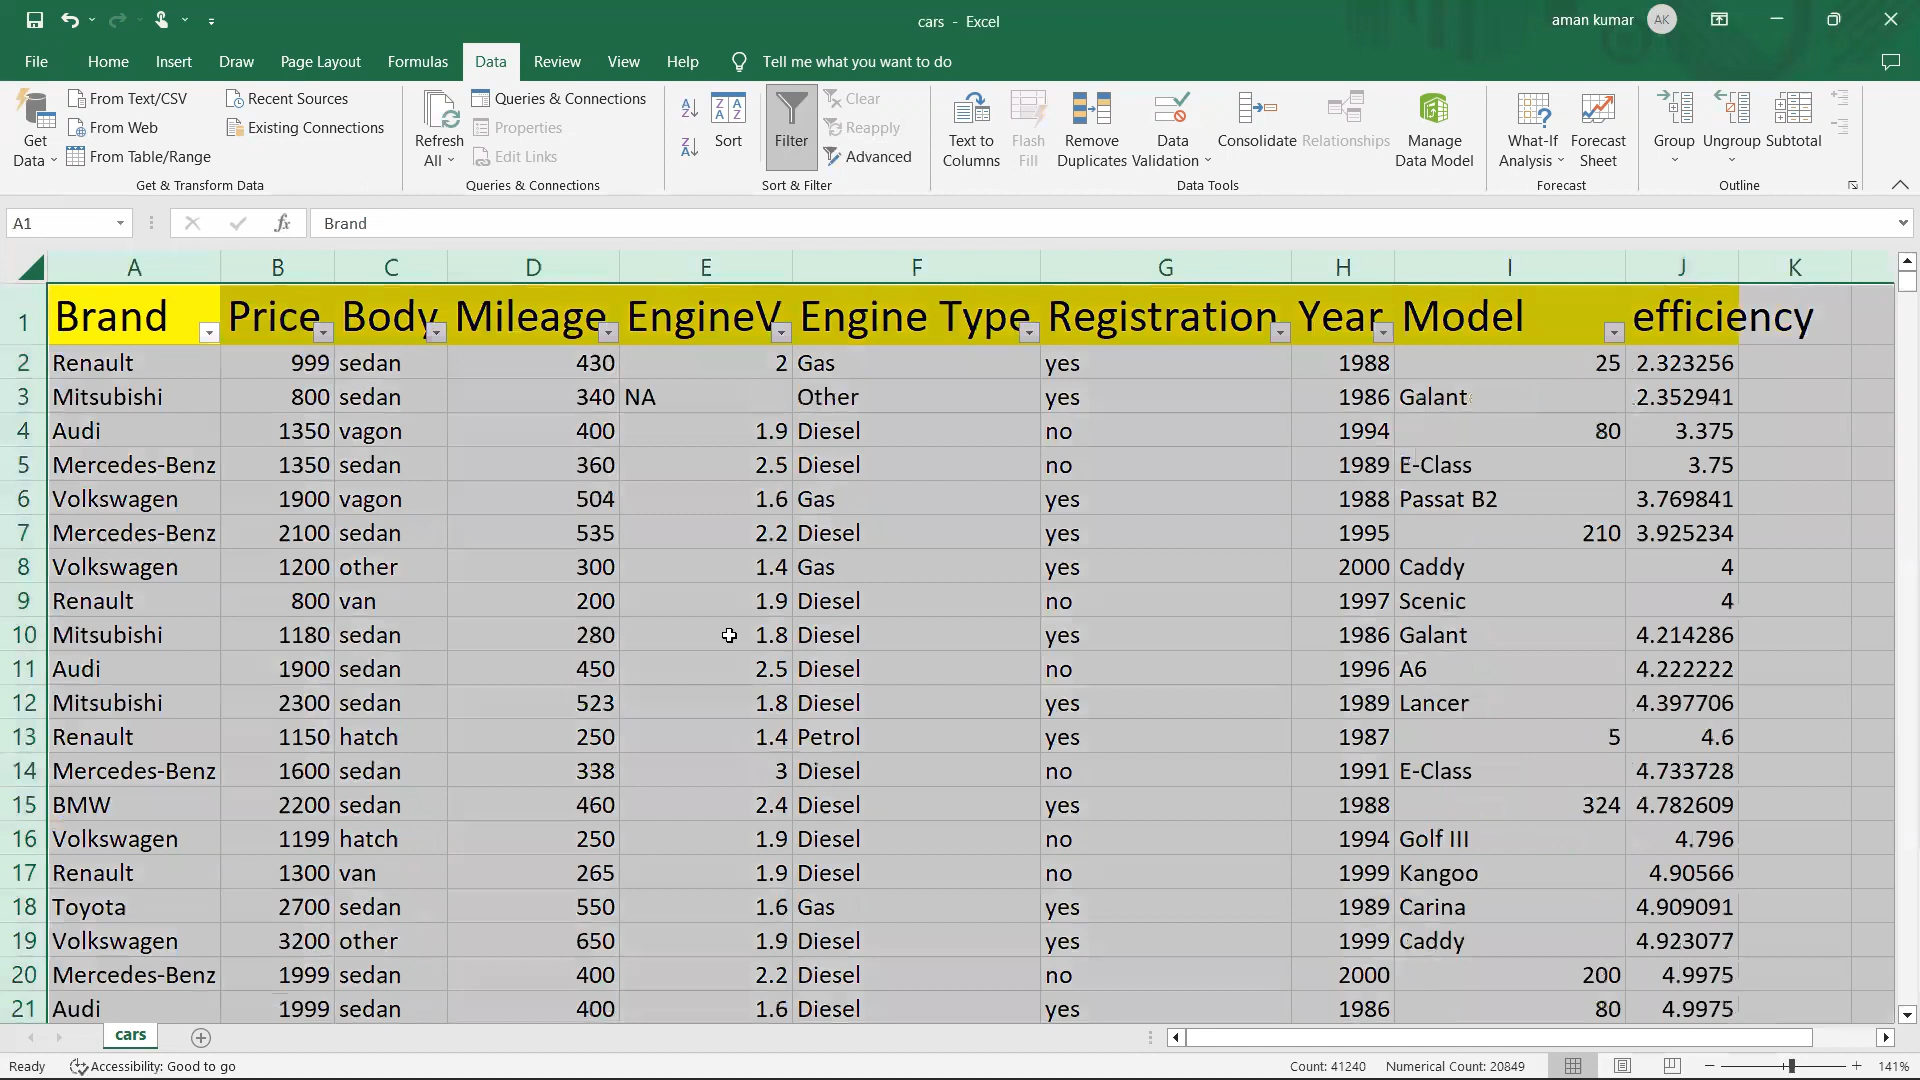 cars - Excel
aman kumar AK
File Home Insert Draw Page Layout Formulas Data Review View Help Tell me what you want to do
Get Data
From Text/CSV
From Web
From Table/Range
Recent Sources
Existing Connections
Get & Transform Data
Refresh All
Queries & Connections
Properties
Edit Links
Queries & Connections
Sort
Filter
Clear
Reapply
Advanced
Sort & Filter
Text to Columns
Flash Fill
Remove Duplicates
Data Validation
Consolidate
Relationships
Manage Data Model
Data Tools
What-If Analysis
Forecast Sheet
Forecast
Group
Ungroup
Subtotal
Outline
A1 fx Brand
A B C D E F G H I J K
1 Brand Price Body Mileage EngineV Engine Type Registration Year Model efficiency
2 Renault 999 sedan 430 2 Gas yes 1988 25 2.323256
3 Mitsubishi 800 sedan 340 NA Other yes 1986 Galant 2.352941
4 Audi 1350 vagon 400 1.9 Diesel no 1994 80 3.375
5 Mercedes-Benz 1350 sedan 360 2.5 Diesel no 1989 E-Class 3.75
6 Volkswagen 1900 vagon 504 1.6 Gas yes 1988 Passat B2 3.769841
7 Mercedes-Benz 2100 sedan 535 2.2 Diesel yes 1995 210 3.925234
8 Volkswagen 1200 other 300 1.4 Gas yes 2000 Caddy 4
9 Renault 800 van 200 1.9 Diesel no 1997 Scenic 4
10 Mitsubishi 1180 sedan 280 1.8 Diesel yes 1986 Galant 4.214286
11 Audi 1900 sedan 450 2.5 Diesel no 1996 A6 4.222222
12 Mitsubishi 2300 sedan 523 1.8 Diesel yes 1989 Lancer 4.397706
13 Renault 1150 hatch 250 1.4 Petrol yes 1987 5 4.6
14 Mercedes-Benz 1600 sedan 338 3 Diesel no 1991 E-Class 4.733728
15 BMW 2200 sedan 460 2.4 Diesel yes 1988 324 4.782609
16 Volkswagen 1199 hatch 250 1.9 Diesel no 1994 Golf III 4.796
17 Renault 1300 van 265 1.9 Diesel no 1999 Kangoo 4.90566
18 Toyota 2700 sedan 550 1.6 Gas yes 1989 Carina 4.909091
19 Volkswagen 3200 other 650 1.9 Diesel yes 1999 Caddy 4.923077
20 Mercedes-Benz 1999 sedan 400 2.2 Diesel no 2000 200 4.9975
21 Audi 1999 sedan 400 1.6 Diesel yes 1986 80 4.9975
cars
Ready Accessibility: Good to go Count: 41240 Numerical Count: 20849 141%